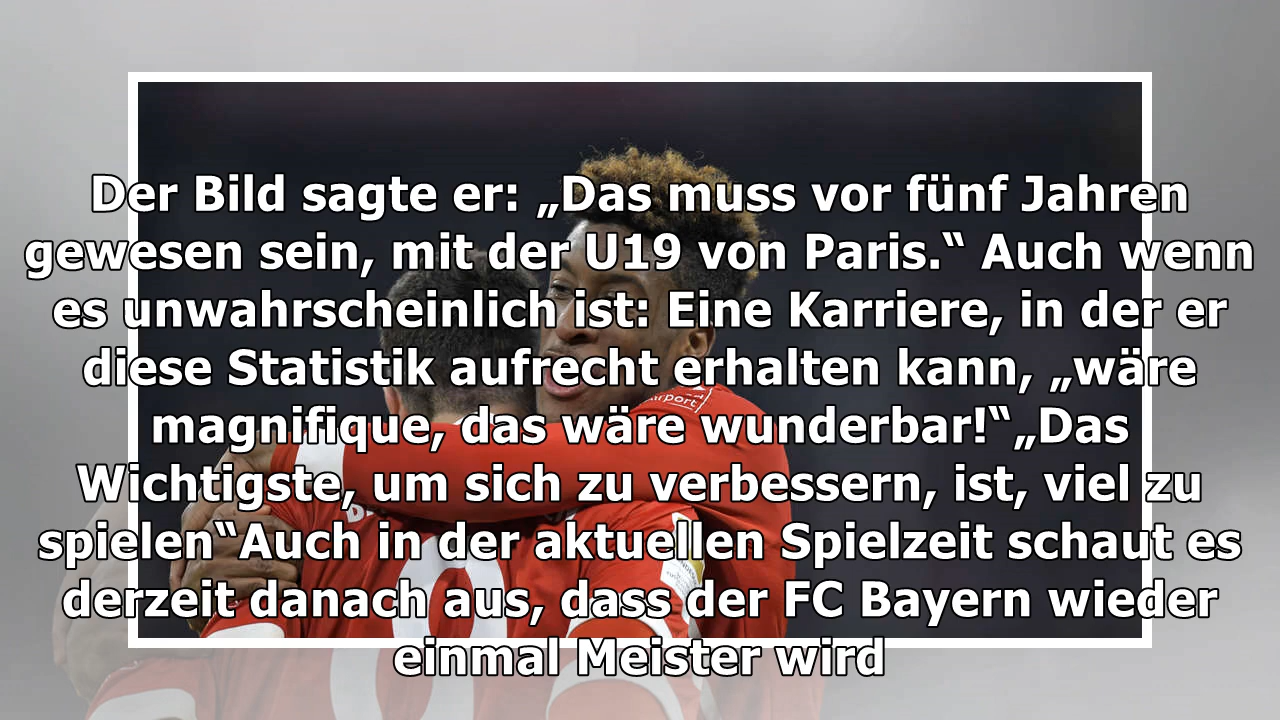 Der Bild sagte er: „Das muss vor fünf Jahren
gewesen sein, mit der U19 von Paris.“ Auch wenn
es unwahrscheinlich ist: Eine Karriere, in der er
diese Statistik aufrecht erhalten kann, „wäre
magnifique, das wäre wunderbar!“„Das
Wichtigste, um sich zu verbessern, ist, viel zu
spielen“Auch in der aktuellen Spielzeit schaut es
derzeit danach aus, dass der FC Bayern wieder
einmal Meister wird